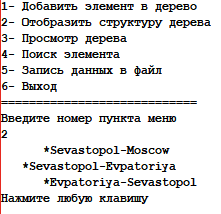 1- Добавить элемент в дерево
2- Отобразить структуру дерева
3- Просмотр дерева
4- Поиск элемента
5- Запись данных в файл
6- Выход
============================
Введите номер пункта меню
2
*Sevastopol-Moscow
*Sevastopol-Evpatoriya
*Evpatoriya-Sevastopol
Нажмите любую клавишу